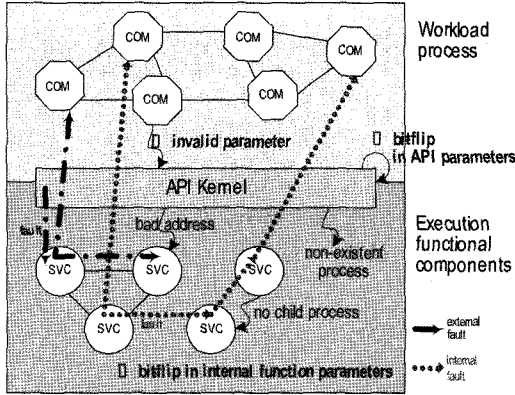 COM
COM
COM
COM
COM
COM
COM
Workload
process
invalid parameter
bitflip
in API parameters
API Kernel
fault
bad address
Execution
functional
components
non-existent
process
SVC
SVC
SVC
no child process
SVC
fault
SVC
external
fault
internal
fault
bitflip in internal function parameters